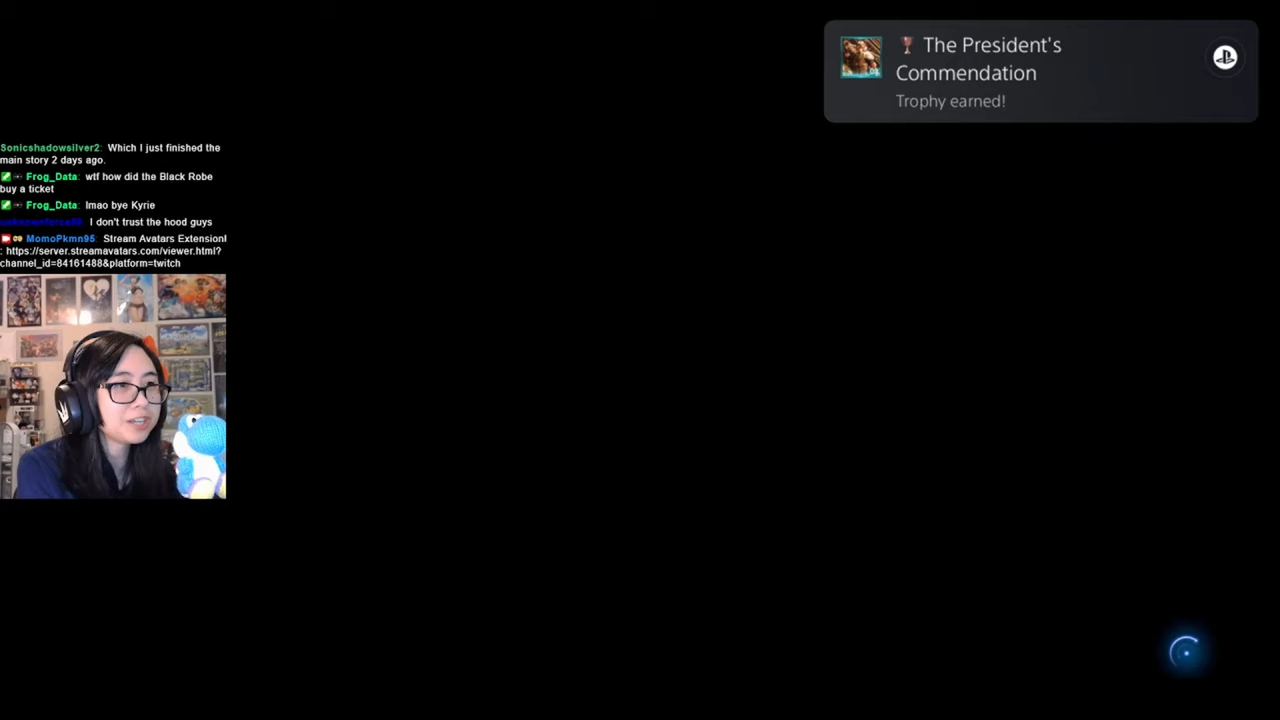 The President's
Commendation
Trophy earned!
Sonicshadowsilver2: Which I just finished the
main story 2 days ago.
Frog_Data: wtf how did the Black Robe
buy a ticket
Frog_Data: lmao bye Kyrie
I don't trust the hood guys
MomoPkmn95: Stream Avatars Extension!
: https://server.streamavatars.com/viewer.html?
channel_id=84161488&platform=twitch